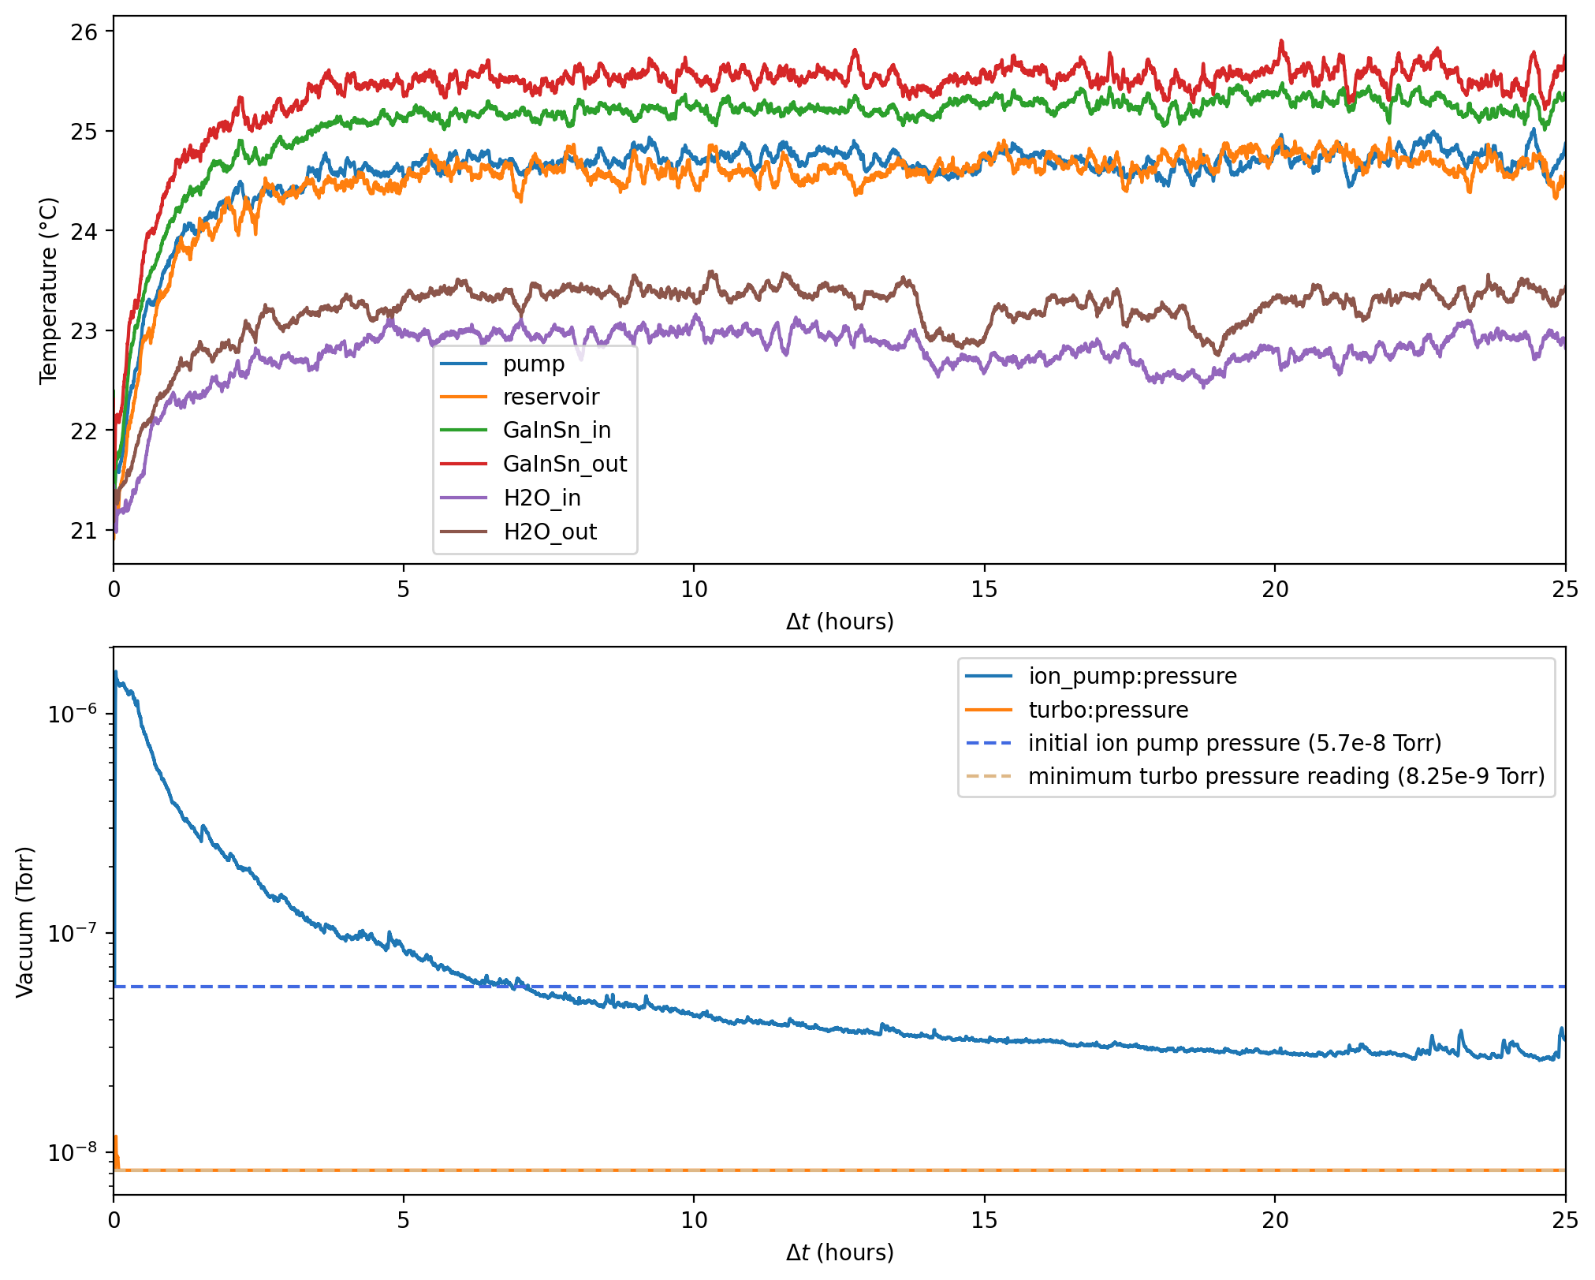 26
25
24
23
22
21
Temperature (°C)
pump
reservoir
GaInSn_in
GaInSn_out
H2O_in
H2O_out
0 5 10 15 20 25
Δt (hours)
10⁻⁶
10⁻⁷
10⁻⁸
Vacuum (Torr)
ion_pump:pressure
turbo:pressure
initial ion pump pressure (5.7e-8 Torr)
minimum turbo pressure reading (8.25e-9 Torr)
0 5 10 15 20 25
Δt (hours)